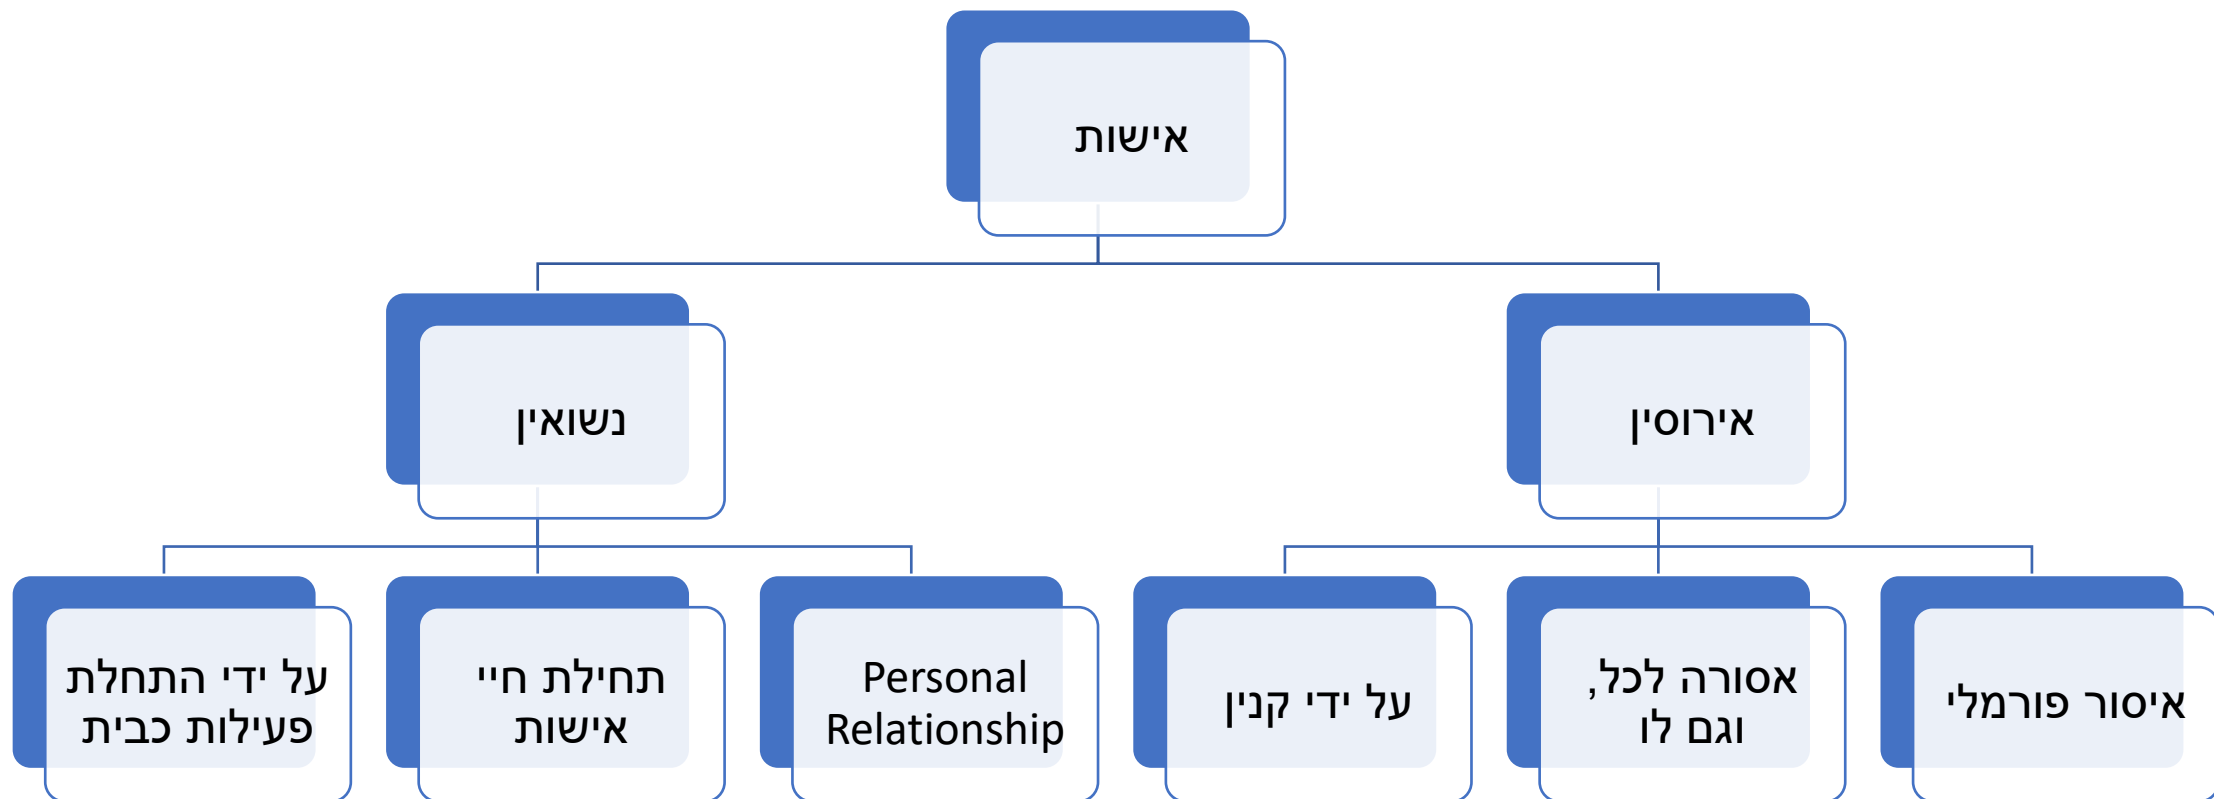 אישות
אירוסין
נשואין
איסור פורמלי
אסורה לכל,
וגם לו
על ידי קנין
Personal
Relationship
תחילת חיי
אישות
על ידי התחלת
פעילות כבית